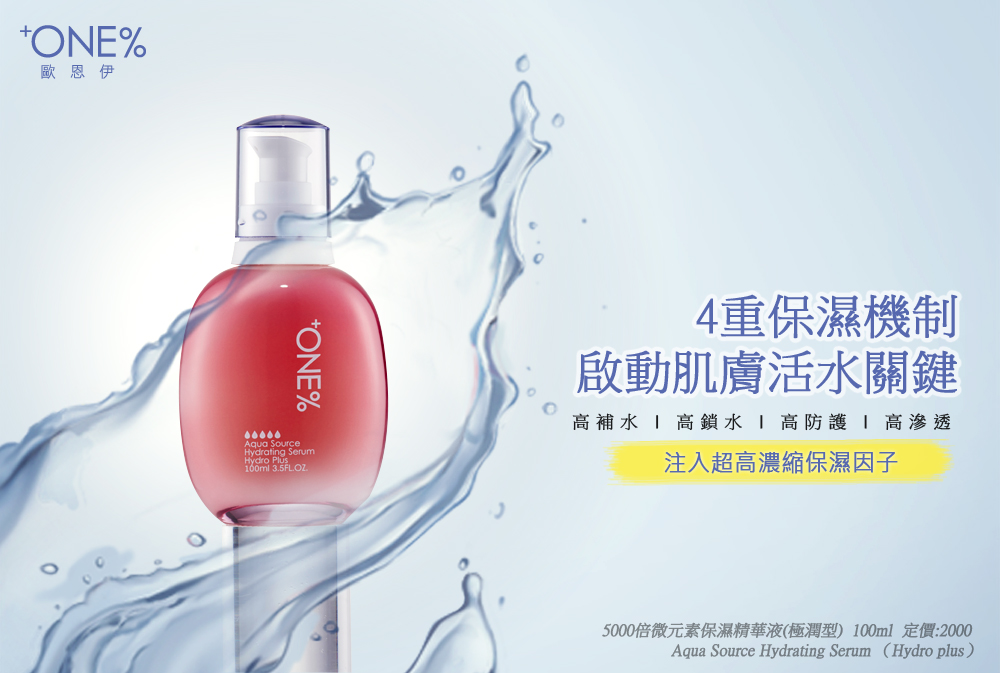 +ONE%
歐恩伊
+ONE%
Aqua Source
Hydrating Serum
Hydro Plus
100ml 3.5FL.OZ.
4重保濕機制
啟動肌膚活水關鍵
高補水 | 高鎖水 | 高防護 | 高滲透
注入超高濃縮保濕因子
5000倍微元素保濕精華液(極潤型) 100ml 定價:2000
Aqua Source Hydrating Serum （Hydro plus）